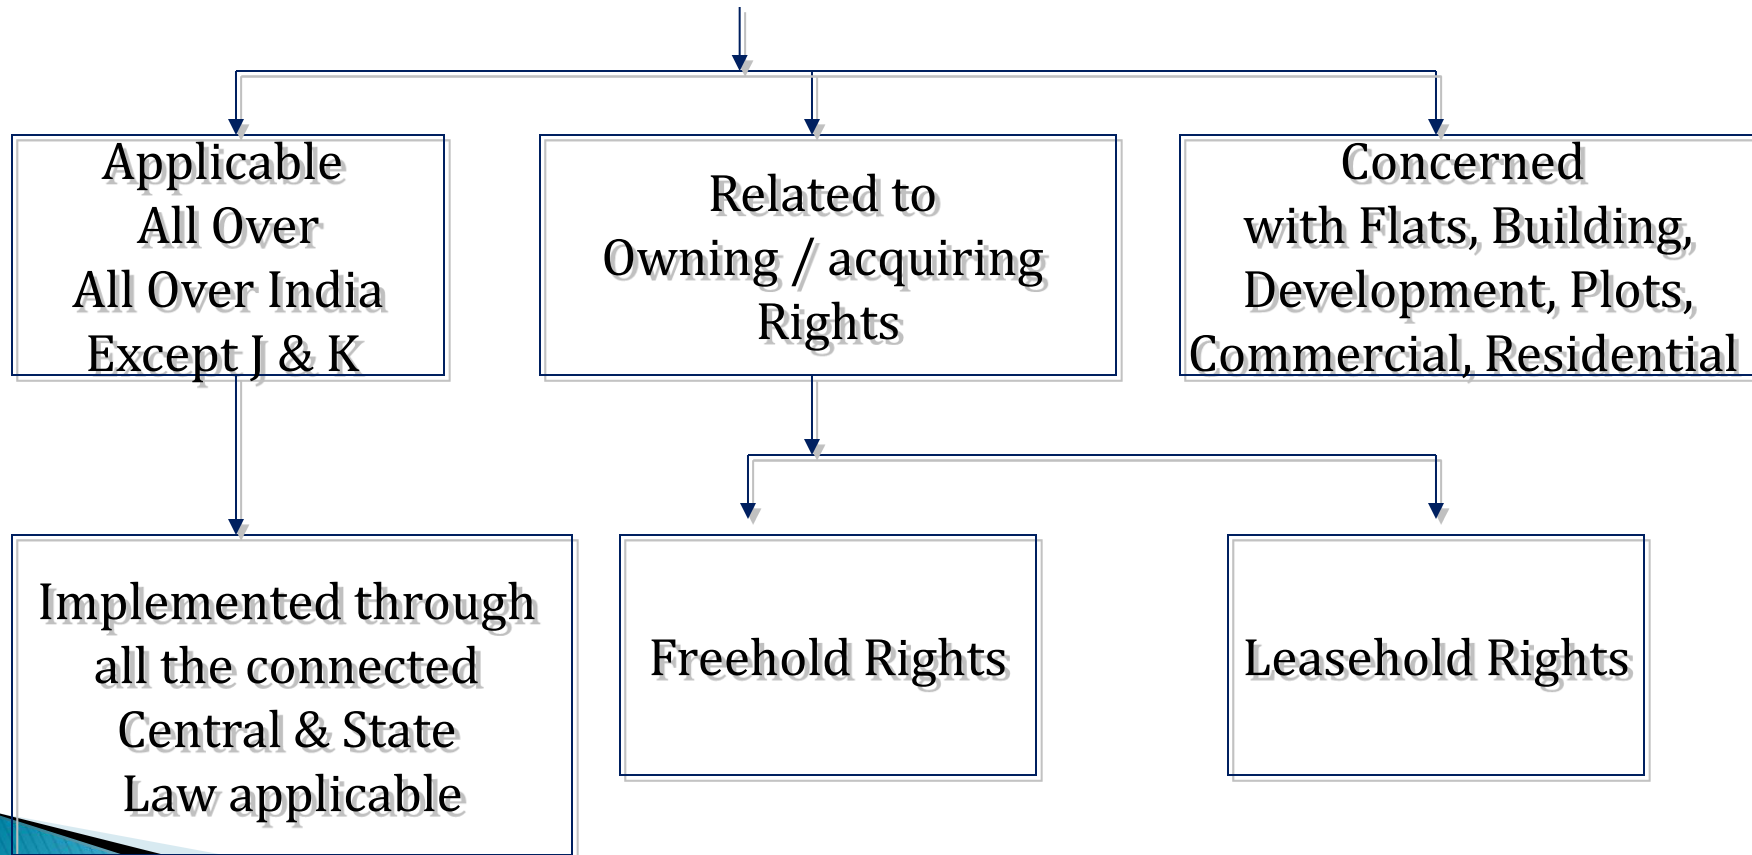 Applicable
All Over
All Over India
Except J & K
Related to
Owning / acquiring
Rights
Concerned
with Flats, Building,
Development, Plots,
Commercial, Residential
Implemented through
all the connected
Central & State
Law applicable
Freehold Rights
Leasehold Rights